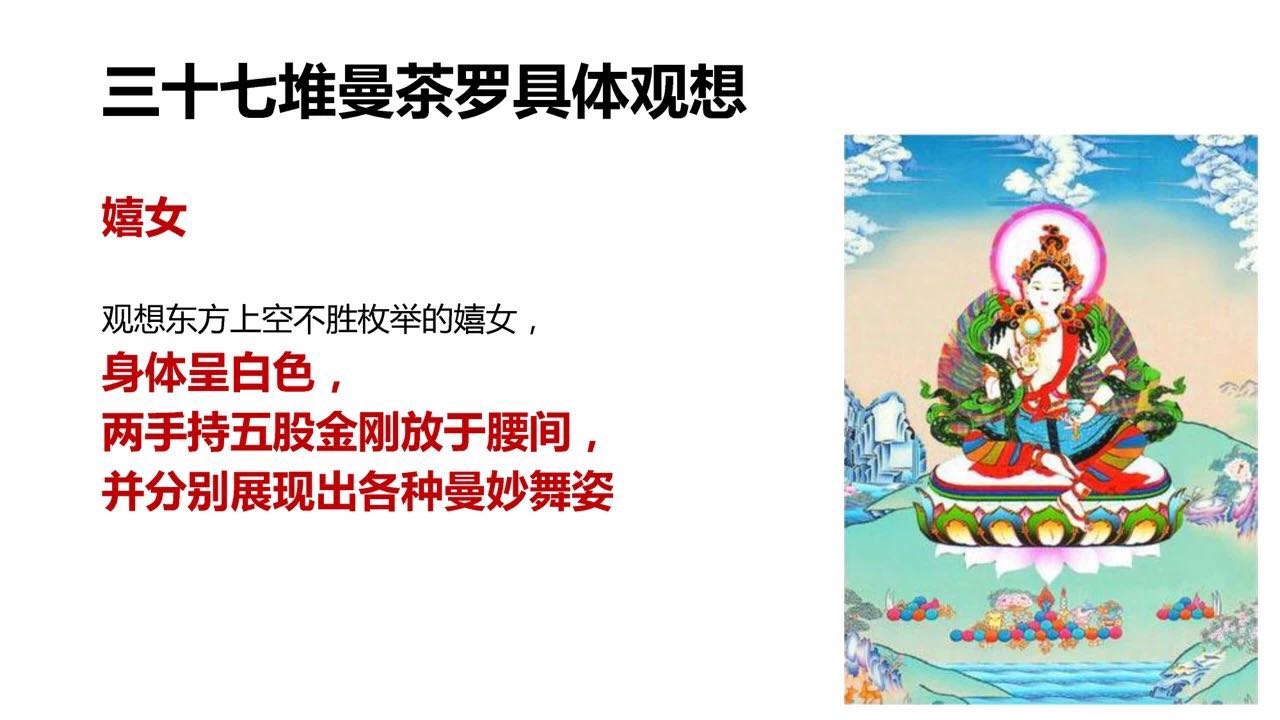 三十七堆曼茶罗具体观想
嬉女
观想东方上空不胜枚举的嬉女，
身体呈白色，
两手持五股金刚放于腰间，
并分别展现出各种曼妙舞姿